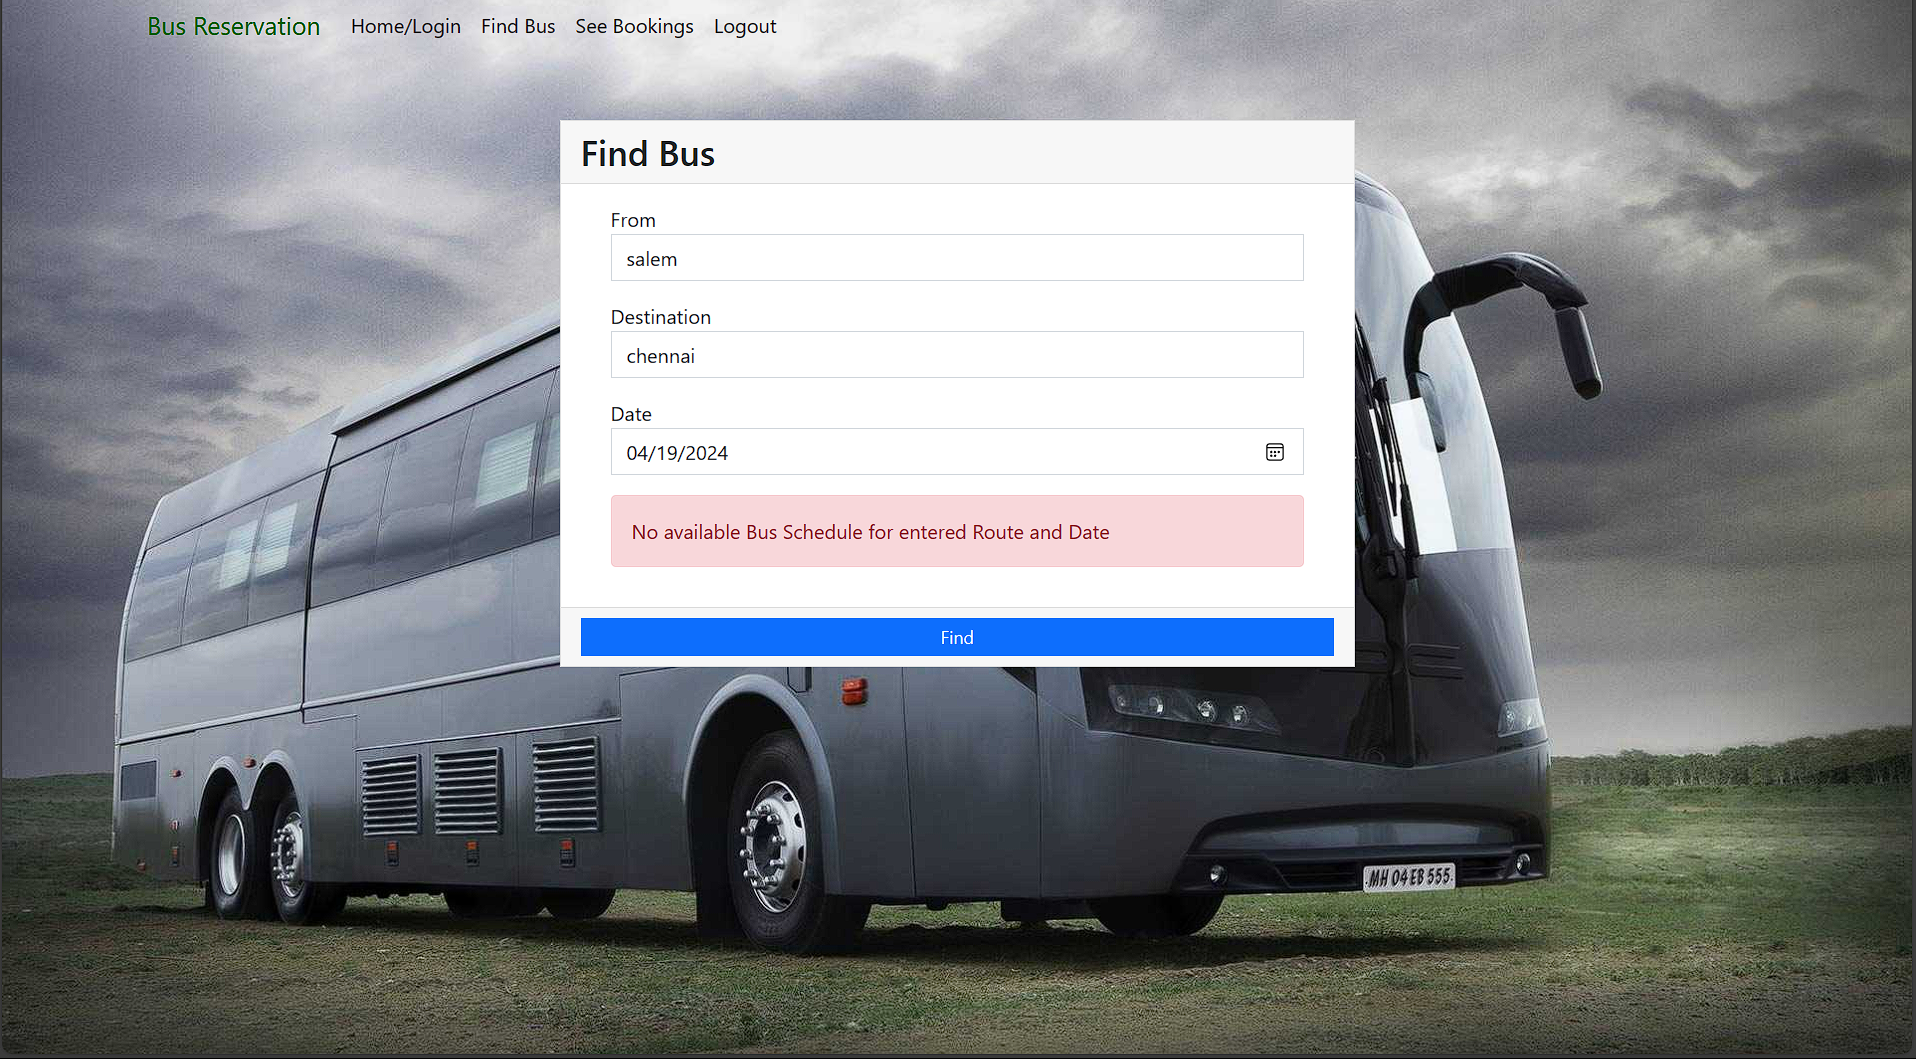 Bus Reservation Home/Login Find Bus See Bookings Logout
Find Bus
From
salem
Destination
chennai
Date
04/19/2024
No available Bus Schedule for entered Route and Date
Find
MH 04 EB 555